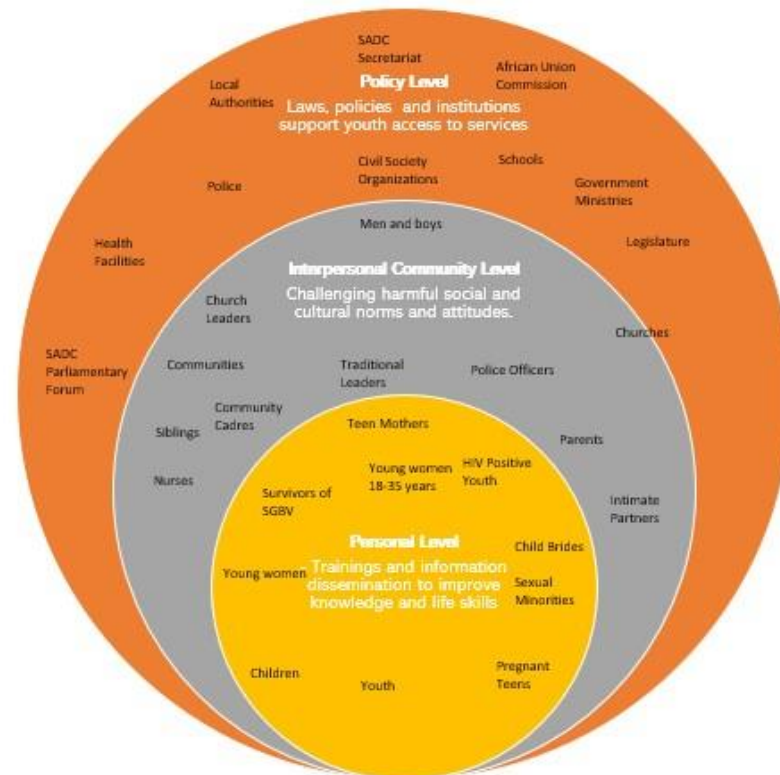 SADC
Secretariat
African Union
Commission
Policy Level
Local
Authorities
Laws, policies and institutions
support youth access to services
Civil Society
Organizations
Schools
Police
Government
Ministries
Men and boys
Legislature
Health
Facilities
Interpersonal Community Level
Challenging harmful social and
cultural norms and attitudes.
Church
Leaders
Churches
SADC
Parliamentary
Forum
Communities
Traditional
Leaders
Police Officers
Community
Cadres
Siblings
Teen Mothers
Parents
Nurses
Young women
18-35 years
HIV Positive
Youth
Survivors of
SGBV
Intimate
Partners
Personal Level
Child Brides
- Trainings and information
dissemination to improve
knowledge and life skills
Young women
Sexual
Minorities
Children
Youth
Pregnant
Teens